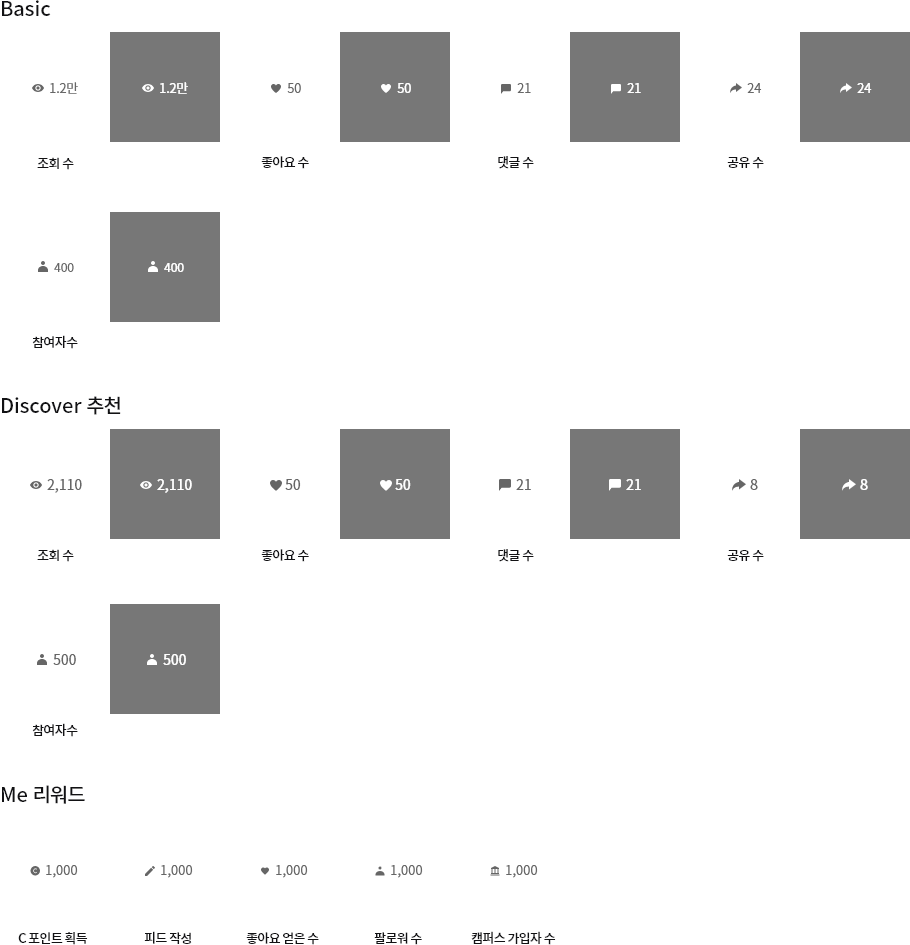 Basic
1.2만 1.2만 50 50 21 21 24 24
조회 수 좋아요 수 댓글 수 공유 수
400 400
참여자수
Discover 추천
2,110 2,110 50 50 21 21 8 8
조회 수 좋아요 수 댓글 수 공유 수
500 500
참여자수
Me 리워드
1,000 1,000 1,000 1,000 1,000
C 포인트 획득 피드 작성 좋아요 얻은 수 팔로워 수 캠퍼스 가입자 수